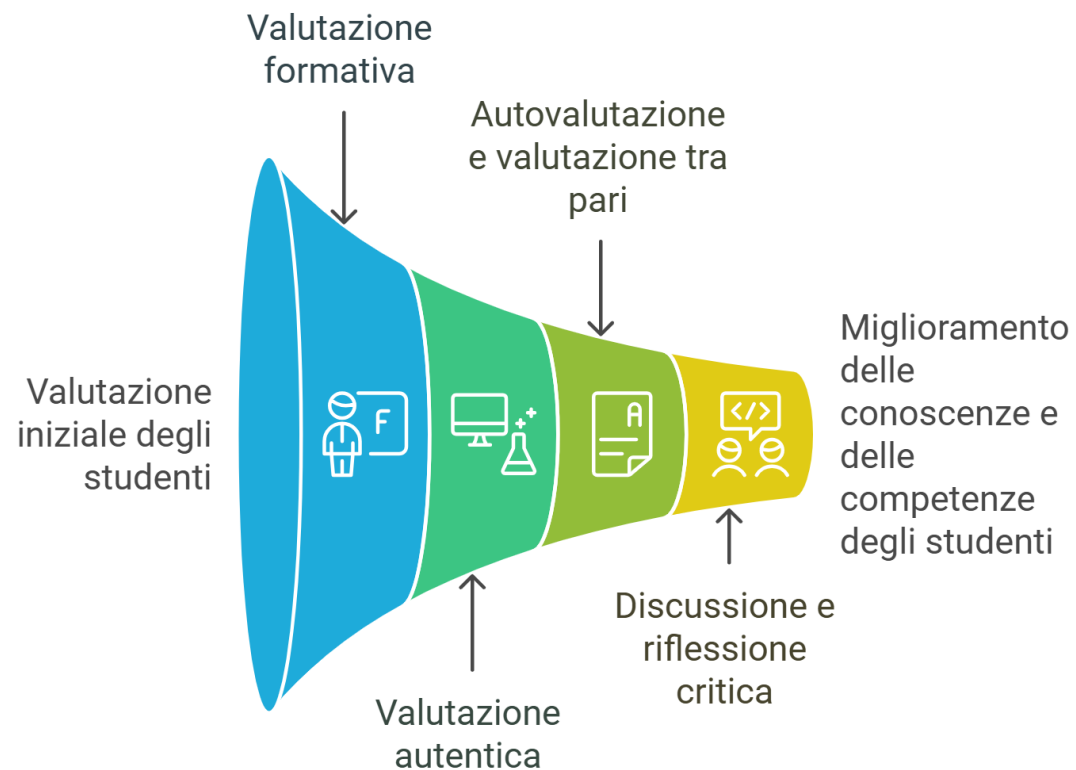 Valutazione
formativa
Autovalutazione
e valutazione tra
pari
Valutazione
iniziale degli
studenti
F
A
</>
Miglioramento
delle
conoscenze e
delle
competenze
degli studenti
Discussione e
riflessione
critica
Valutazione
autentica